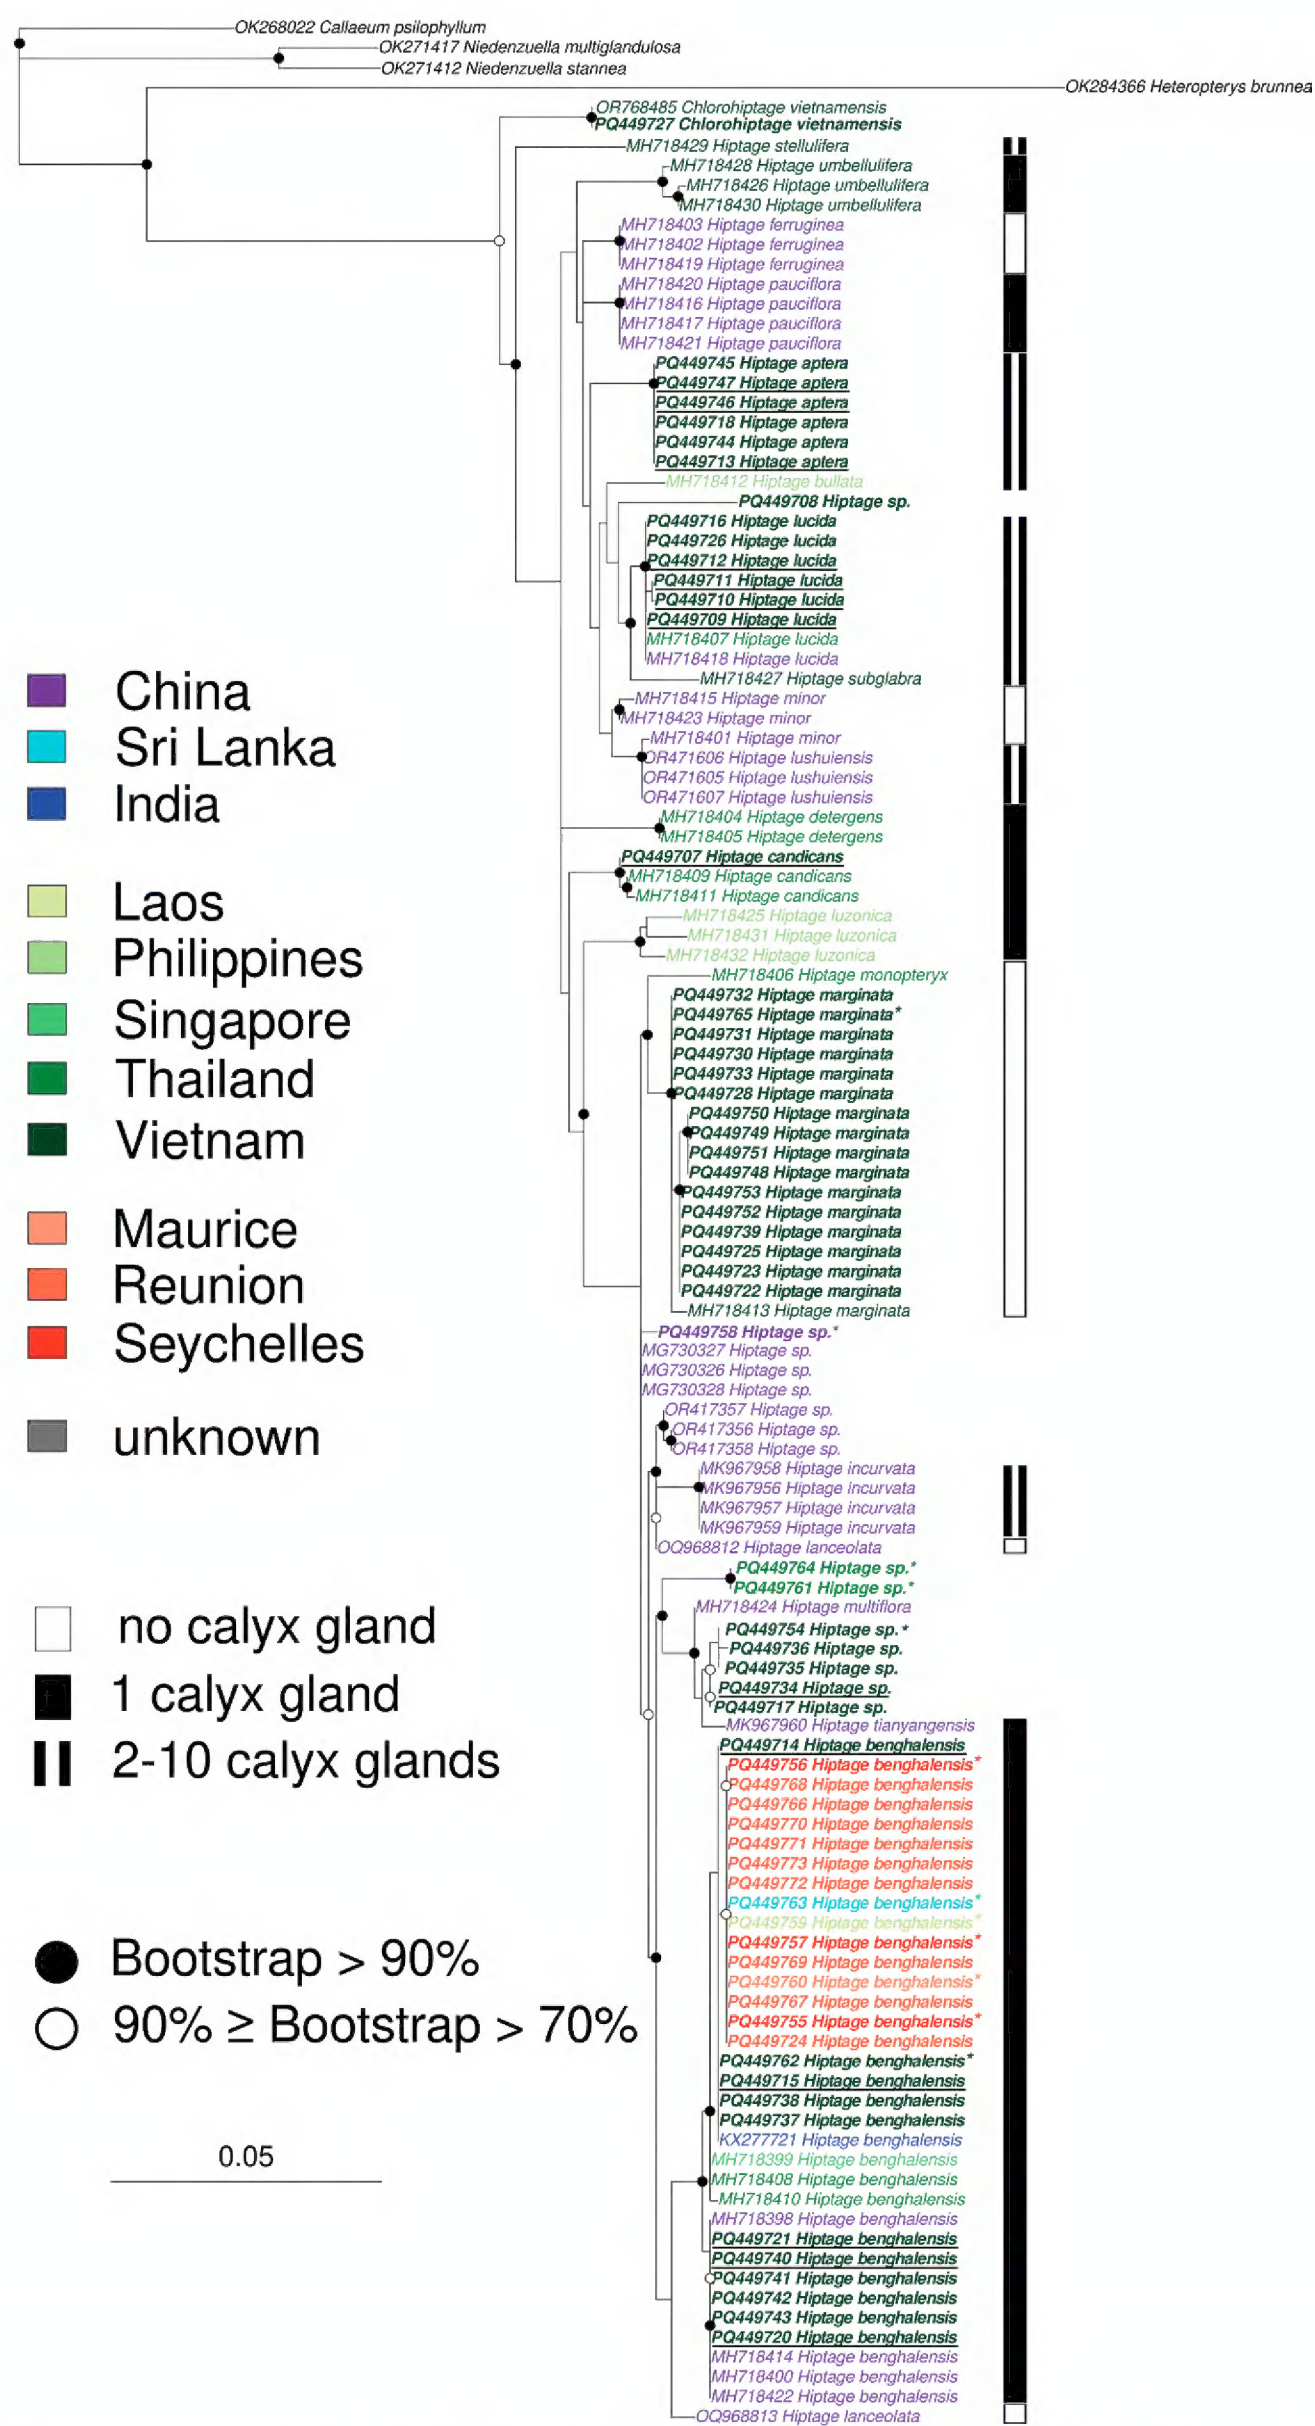 OK268022 Callaeum psilophyllum
OK271417 Niedenzuella multiglandulosa
OK271412 Niedenzuella stannea
OK284366 Heteropterys brunnea
OR768485 Chlorohiptage vietnamensis
PQ449727 Chlorohiptage vietnamensis
MH718429 Hiptage stellulifera
MH718428 Hiptage umbellulifera
MH718426 Hiptage umbellulifera
MH718430 Hiptage umbellulifera
MH718403 Hiptage ferruginea
MH718402 Hiptage ferruginea
MH718419 Hiptage ferruginea
MH718420 Hiptage pauciflora
MH718416 Hiptage pauciflora
MH718417 Hiptage pauciflora
MH718421 Hiptage pauciflora
PQ449745 Hiptage aptera
PQ449747 Hiptage aptera
PQ449746 Hiptage aptera
PQ449718 Hiptage aptera
PQ449744 Hiptage aptera
PQ449713 Hiptage aptera
MH718412 Hiptage bullata
PQ449708 Hiptage sp.
PQ449716 Hiptage lucida
PQ449726 Hiptage lucida
PQ449712 Hiptage lucida
PQ449711 Hiptage lucida
PQ449710 Hiptage lucida
PQ449709 Hiptage lucida
MH718407 Hiptage lucida
MH718418 Hiptage lucida
MH718427 Hiptage subglabra
MH718415 Hiptage minor
MH718423 Hiptage minor
MH718401 Hiptage minor
OR471606 Hiptage lushuiensis
OR471605 Hiptage lushuiensis
OR471607 Hiptage lushuiensis
MH718404 Hiptage detergens
MH718405 Hiptage detergens
PQ449707 Hiptage candicans
MH718409 Hiptage candicans
MH718411 Hiptage candicans
MH718425 Hiptage luzonica
MH718431 Hiptage luzonica
MH718432 Hiptage luzonica
MH718406 Hiptage monopteryx
PQ449732 Hiptage marginata
PQ449765 Hiptage marginata*
PQ449731 Hiptage marginata
PQ449730 Hiptage marginata
PQ449733 Hiptage marginata
PQ449728 Hiptage marginata
PQ449750 Hiptage marginata
PQ449749 Hiptage marginata
PQ449751 Hiptage marginata
PQ449748 Hiptage marginata
PQ449753 Hiptage marginata
PQ449752 Hiptage marginata
PQ449739 Hiptage marginata
PQ449725 Hiptage marginata
PQ449723 Hiptage marginata
PQ449722 Hiptage marginata
MH718413 Hiptage marginata
PQ449758 Hiptage sp.*
MG730327 Hiptage sp.
MG730326 Hiptage sp.
MG730328 Hiptage sp.
OR417357 Hiptage sp.
OR417356 Hiptage sp.
OR417358 Hiptage sp.
MK967958 Hiptage incurvata
MK967956 Hiptage incurvata
MK967957 Hiptage incurvata
MK967959 Hiptage incurvata
OQ968812 Hiptage lanceolata
PQ449764 Hiptage sp.*
PQ449761 Hiptage sp.*
MH718424 Hiptage multiflora
PQ449754 Hiptage sp.*
PQ449736 Hiptage sp.
PQ449735 Hiptage sp.
PQ449734 Hiptage sp.
PQ449717 Hiptage sp.
MK967960 Hiptage tianyangensis
PQ449714 Hiptage benghalensis
PQ449756 Hiptage benghalensis*
PQ449768 Hiptage benghalensis
PQ449766 Hiptage benghalensis
PQ449770 Hiptage benghalensis
PQ449771 Hiptage benghalensis
PQ449773 Hiptage benghalensis
PQ449772 Hiptage benghalensis
PQ449763 Hiptage benghalensis*
PQ449759 Hiptage benghalensis*
PQ449757 Hiptage benghalensis*
PQ449769 Hiptage benghalensis
PQ449760 Hiptage benghalensis*
PQ449767 Hiptage benghalensis
PQ449755 Hiptage benghalensis*
PQ449724 Hiptage benghalensis
PQ449762 Hiptage benghalensis*
PQ449715 Hiptage benghalensis
PQ449738 Hiptage benghalensis
PQ449737 Hiptage benghalensis
KX277721 Hiptage benghalensis
MH718399 Hiptage benghalensis
MH718408 Hiptage benghalensis
MH718410 Hiptage benghalensis
MH718398 Hiptage benghalensis
PQ449721 Hiptage benghalensis
PQ449740 Hiptage benghalensis
PQ449741 Hiptage benghalensis
PQ449742 Hiptage benghalensis
PQ449743 Hiptage benghalensis
PQ449720 Hiptage benghalensis
MH718414 Hiptage benghalensis
MH718400 Hiptage benghalensis
MH718422 Hiptage benghalensis
OQ968813 Hiptage lanceolata
China
Sri Lanka
India
Laos
Philippines
Singapore
Thailand
Vietnam
Maurice
Reunion
Seychelles
unknown
no calyx gland
1 calyx gland
2-10 calyx glands
Bootstrap > 90%
90% ≥ Bootstrap > 70%
0.05